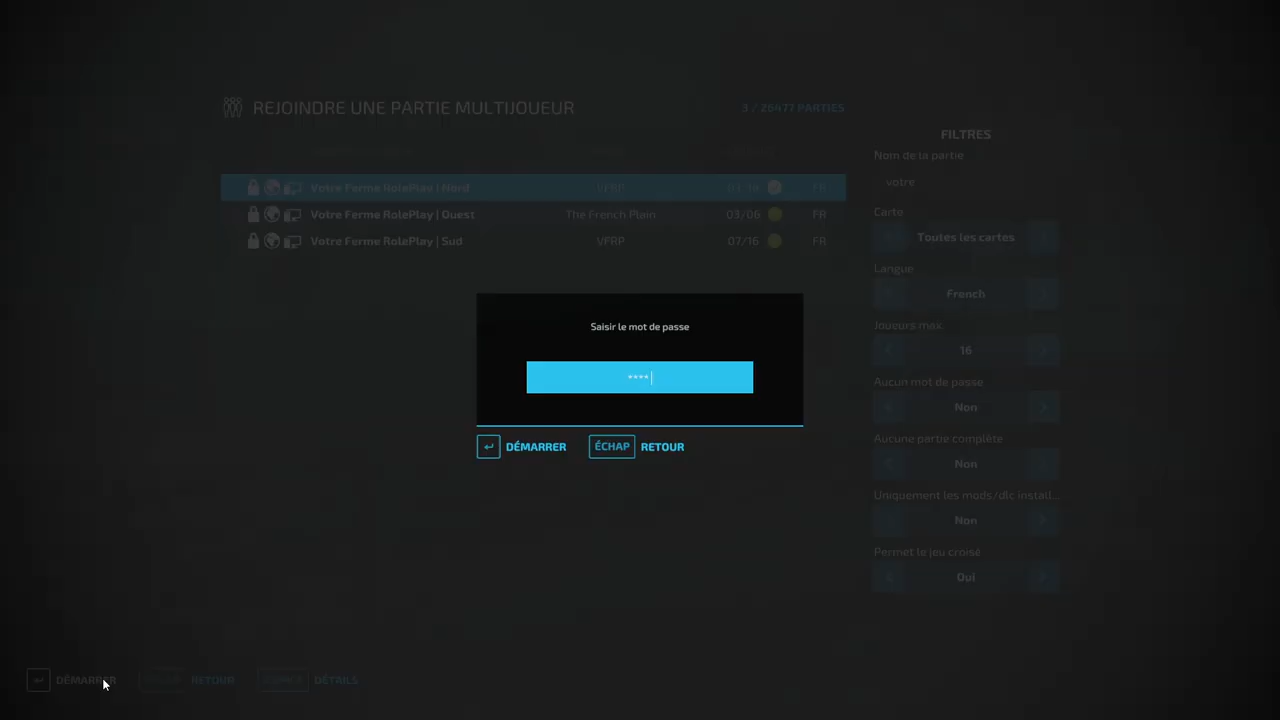 REJOINDRE UNE PARTIE MULTIJOUEUR
3 / 26477 PARTIES
Votre Ferme RolePlay | Nord VFRP FR
Votre Ferme RolePlay | Ouest The French Plain 03/06 FR
Votre Ferme RolePlay | Sud VFRP 07/16 FR
FILTRES
Nom de la partie
votre
Carte
Toutes les cartes
Langue
French
Joueurs max.
16
Aucun mot de passe
Non
Aucune partie complète
Non
Uniquement les mods/dlc install...
Non
Permet le jeu croisé
Oui
Saisir le mot de passe
****
DÉMARRER ÉCHAP RETOUR
DÉMARRER RETOUR DÉTAILS